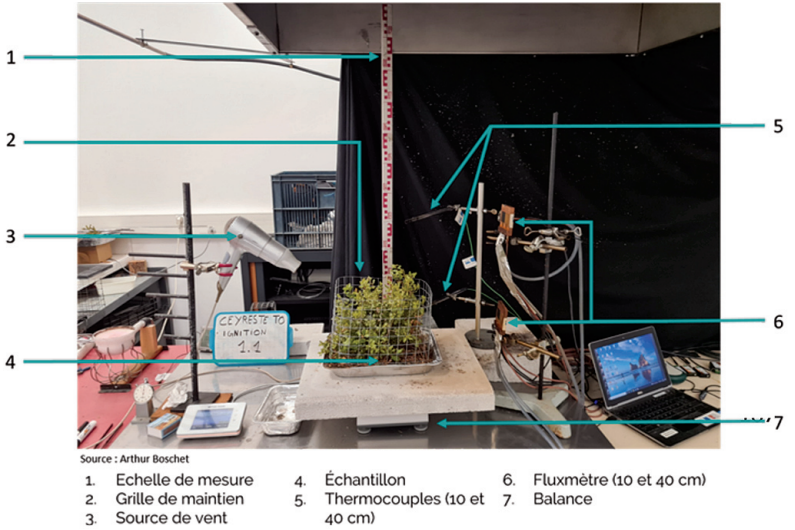 1
2
3
4
5
6
7
CEYRESTE TO
IGNITION
1.1
Source : Arthur Boschet
1. Echelle de mesure
2. Grille de maintien
3. Source de vent
4. Échantillon
5. Thermocouples (10 et
40 cm)
6. Fluxmètre (10 et 40 cm)
7. Balance